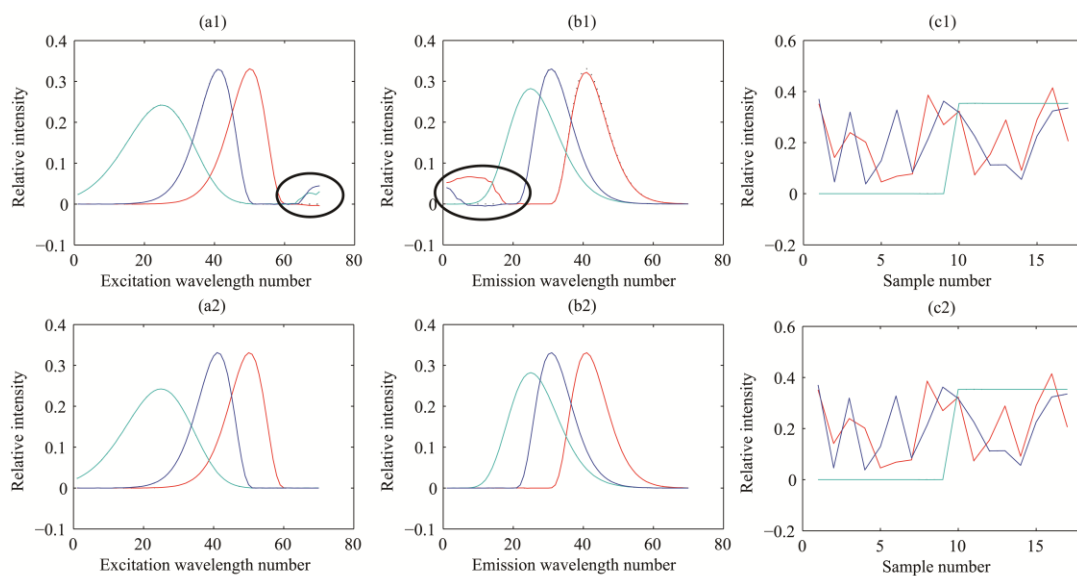 (a1)
0.4
0.3
0.2
0.1
0
−0.1
0 20 40 60 80
Relative intensity
Excitation wavelength number
(b1)
0.4
0.3
0.2
0.1
0
−0.1
0 20 40 60 80
Relative intensity
Emission wavelength number
(c1)
0.6
0.4
0.2
0
−0.2
0 5 10 15
Relative intensity
Sample number
(a2)
0.4
0.3
0.2
0.1
0
−0.1
0 20 40 60 80
Relative intensity
Excitation wavelength number
(b2)
0.4
0.3
0.2
0.1
0
−0.1
0 20 40 60 80
Relative intensity
Emission wavelength number
(c2)
0.6
0.4
0.2
0
−0.2
0 5 10 15
Relative intensity
Sample number